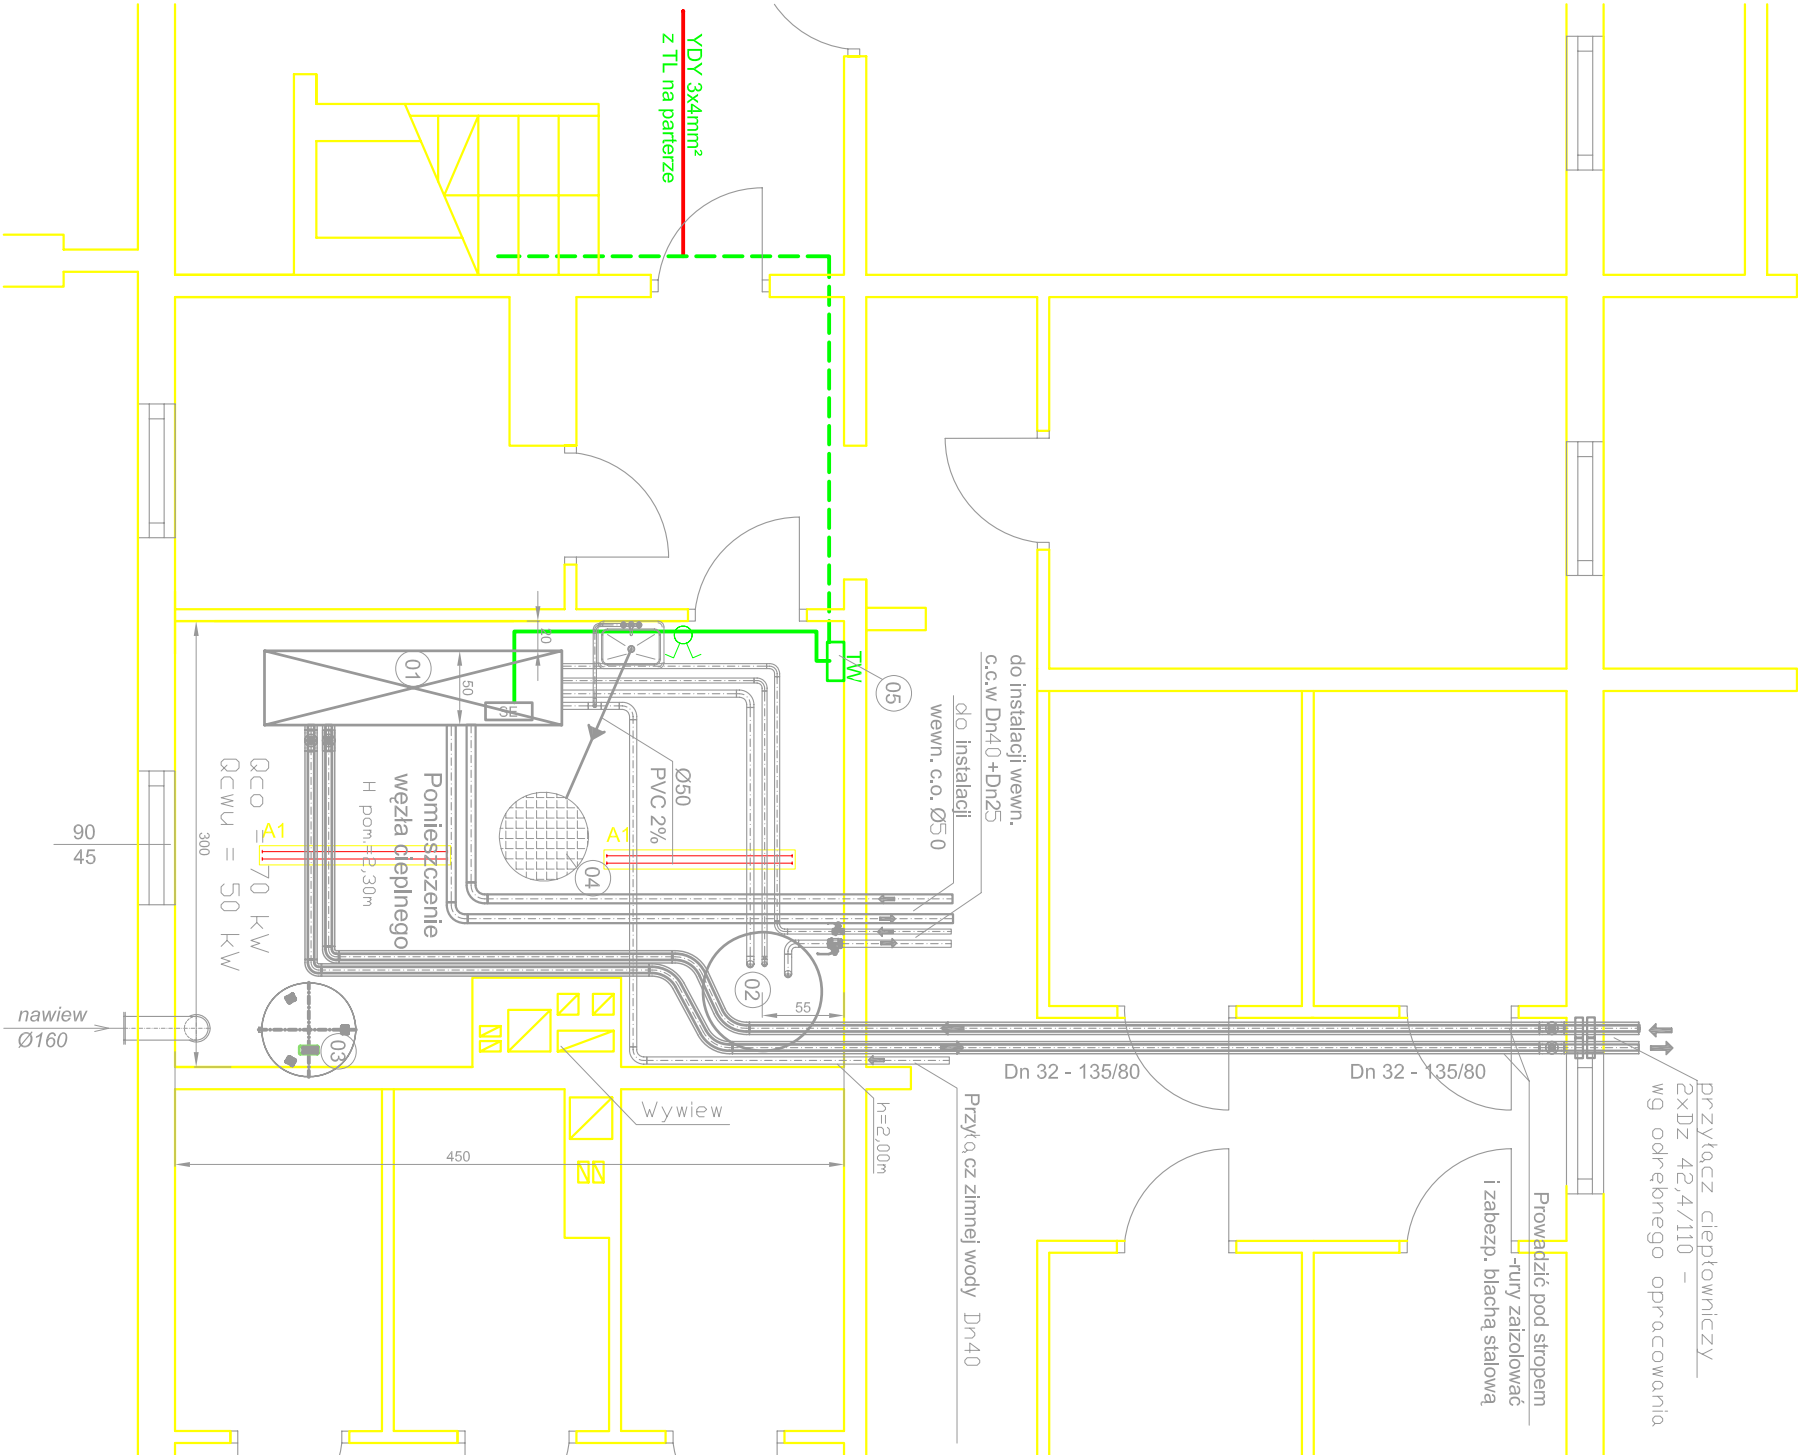 YDY 3x4mm²
z TL na parterze
TW
05
20
01
50
SE
do instalacji wewn.
c.c.w Dn40+Dn25
do instalacji
wewn. c.o. Ø50
Ø50
PVC 2%
Pomieszczenie
węzła cieplnego
H pom.=2,30m
Qco = 70 kW
Qcwu = 50 kW
A1
A1
04
90
45
300
02
55
03
nawiew
Ø160
Wywiew
450
h=2,00m
Przyłącz zimnej wody Dn40
Dn 32 - 135/80
Dn 32 - 135/80
przyłącz ciepłowniczy
2xDz 42,4/110 -
wg odrębnego opracowania
Prowadzić pod stropem
-rury zaizolować
i zabezp. blachą stalową